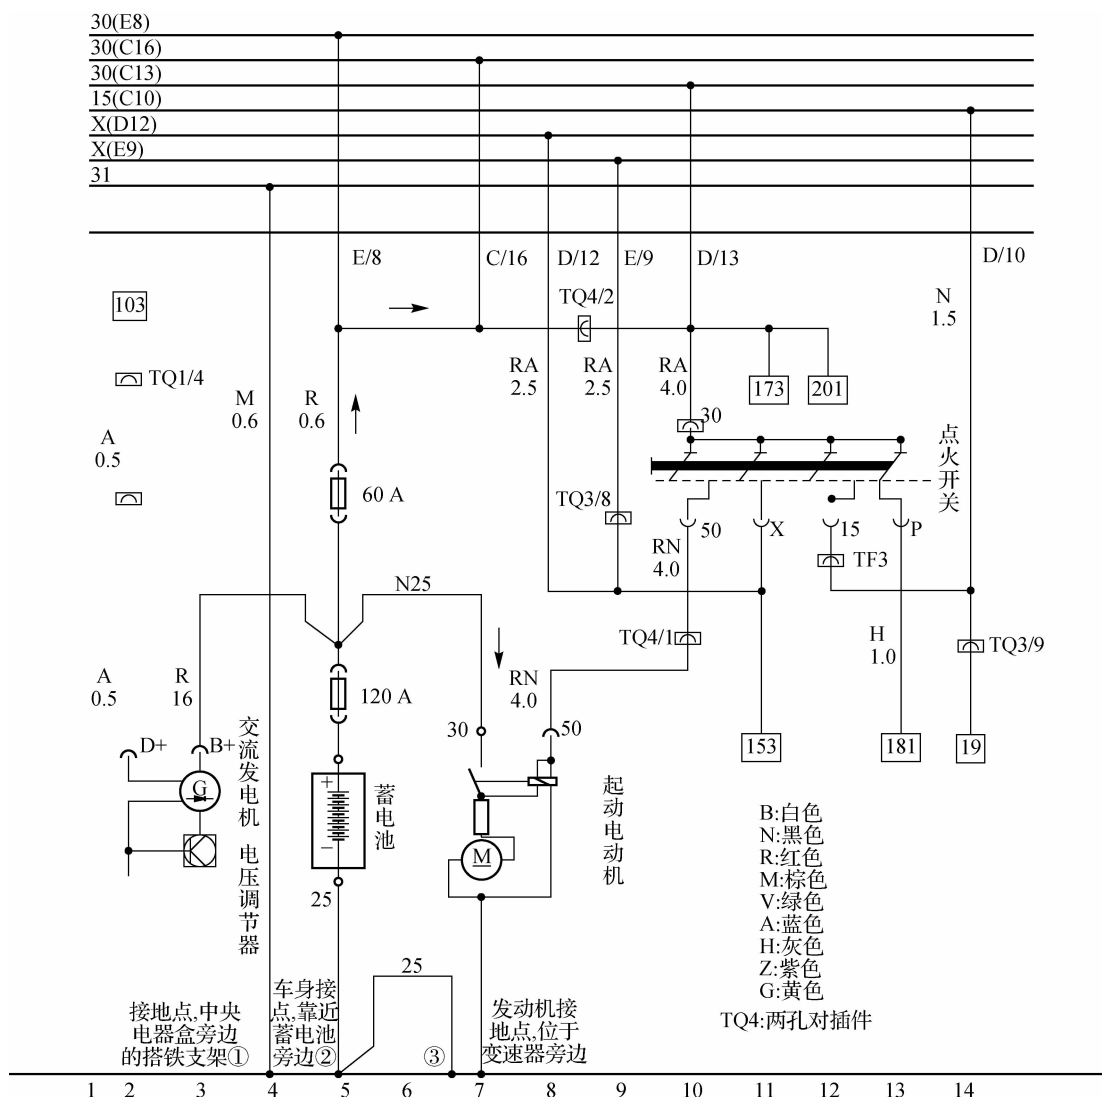 30(E8)
30(C16)
30(C13)
15(C10)
X(D12)
X(E9)
31
E/8
C/16
D/12
E/9
D/13
D/10
103
TQ4/2
N
1.5
TQ1/4
M
0.6
R
0.6
RA
2.5
RA
2.5
RA
4.0
173
201
A
0.5
30
点火开关
60 A
TQ3/8
50
X
15
P
RN
4.0
TF3
N25
TQ4/1
H
1.0
TQ3/9
A
0.5
R
16
120 A
RN
4.0
30
50
D+
B+
153
181
19
G
交流发电机
电压调节器
+
−
蓄电池
M
起动电动机
25
B:白色
N:黑色
R:红色
M:棕色
V:绿色
A:蓝色
H:灰色
Z:紫色
G:黄色
TQ4:两孔对插件
25
接地点,中央
电器盒旁边
的搭铁支架①
车身接
点,靠近
蓄电池
旁边②
③
发动机接
地点,位于
变速器旁边
1 2 3 4 5 6 7 8 9 10 11 12 13 14